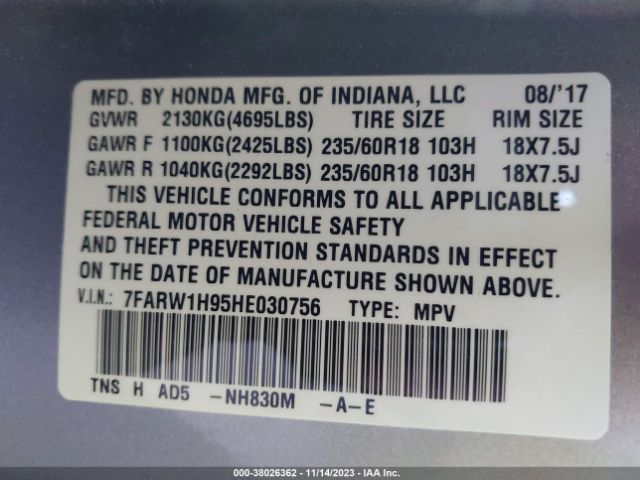 MFD. BY HONDA MFG. OF INDIANA, LLC 08/'17
GVWR 2130KG(4695LBS) TIRE SIZE RIM SIZE
GAWR F 1100KG(2425LBS) 235/60R18 103H 18X7.5J
GAWR R 1040KG(2292LBS) 235/60R18 103H 18X7.5J
THIS VEHICLE CONFORMS TO ALL APPLICABLE
FEDERAL MOTOR VEHICLE SAFETY
AND THEFT PREVENTION STANDARDS IN EFFECT
ON THE DATE OF MANUFACTURE SHOWN ABOVE.
V.I.N.: 7FARW1H95HE030756 TYPE: MPV
TNS H AD5 -NH830M -A-E
000-38026362 - 11/14/2023 - IAA Inc.